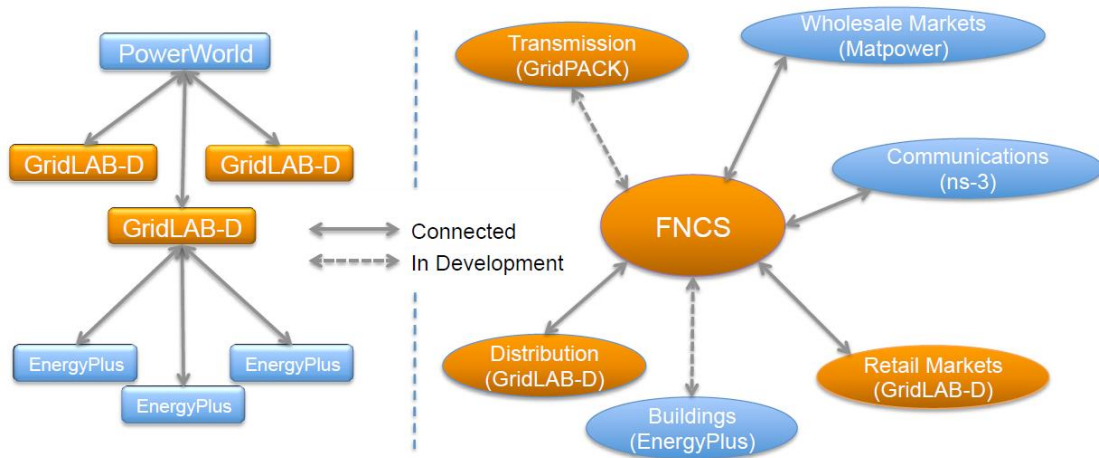 PowerWorld
GridLAB-D
GridLAB-D
GridLAB-D
EnergyPlus
EnergyPlus
EnergyPlus
Connected
In Development
Transmission
(GridPACK)
Wholesale Markets
(Matpower)
Communications
(ns-3)
FNCS
Distribution
(GridLAB-D)
Buildings
(EnergyPlus)
Retail Markets
(GridLAB-D)